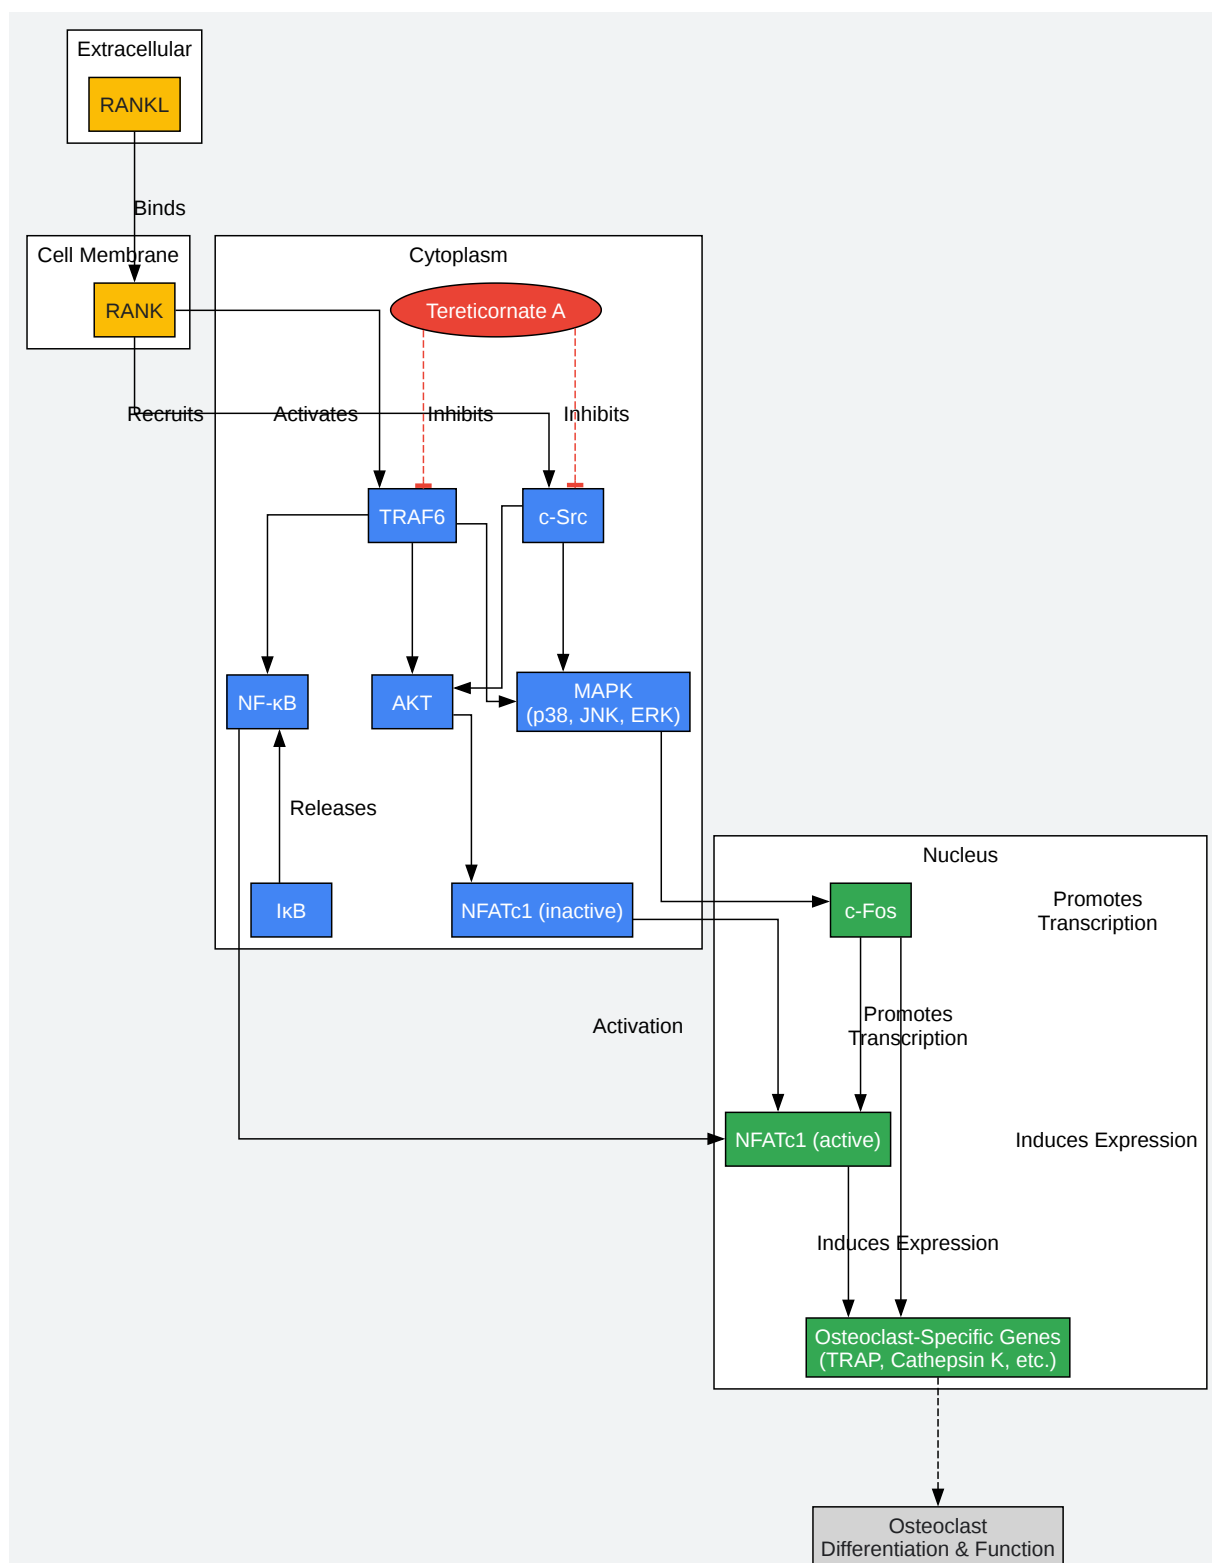 Extracellular
RANKL
Binds
Cell Membrane
RANK
Cytoplasm
Tereticornate A
Recruits
Activates
Inhibits
Inhibits
TRAF6
c-Src
NF-κB
AKT
MAPK
(p38, JNK, ERK)
Releases
IκB
NFATc1 (inactive)
Nucleus
c-Fos
Promotes
Transcription
Promotes
Transcription
Activation
NFATc1 (active)
Induces Expression
Induces Expression
Osteoclast-Specific Genes
(TRAP, Cathepsin K, etc.)
Osteoclast
Differentiation & Function